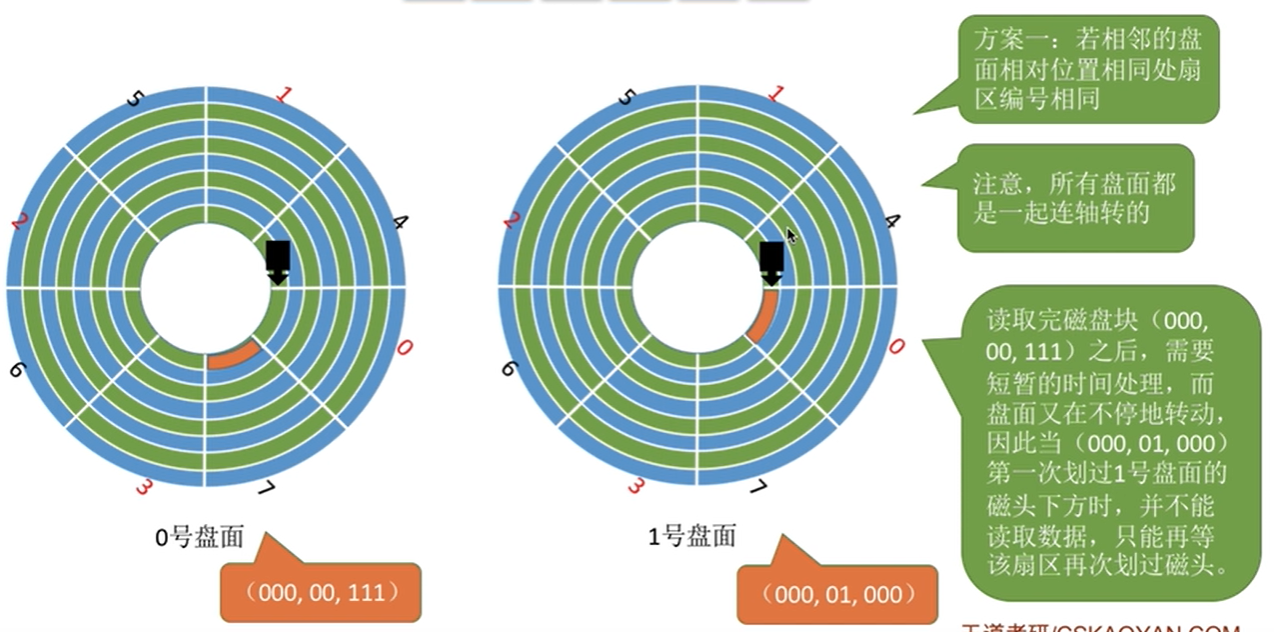 方案一：若相邻的盘
面相对位置相同处扇
区编号相同
注意，所有盘面都
是一起连轴转的
读取完磁盘块（000,
00, 111）之后，需要
短暂的时间处理，而
盘面又在不停地转动，
因此当（000, 01, 000）
第一次划过1号盘面的
磁头下方时，并不能
读取数据，只能再等
该扇区再次划过磁头。
5
1
2
4
6
0
3
7
0号盘面
（000, 00, 111）
5
1
2
4
6
0
3
7
1号盘面
（000, 01, 000）
王道考研/CSKAOYAN.COM